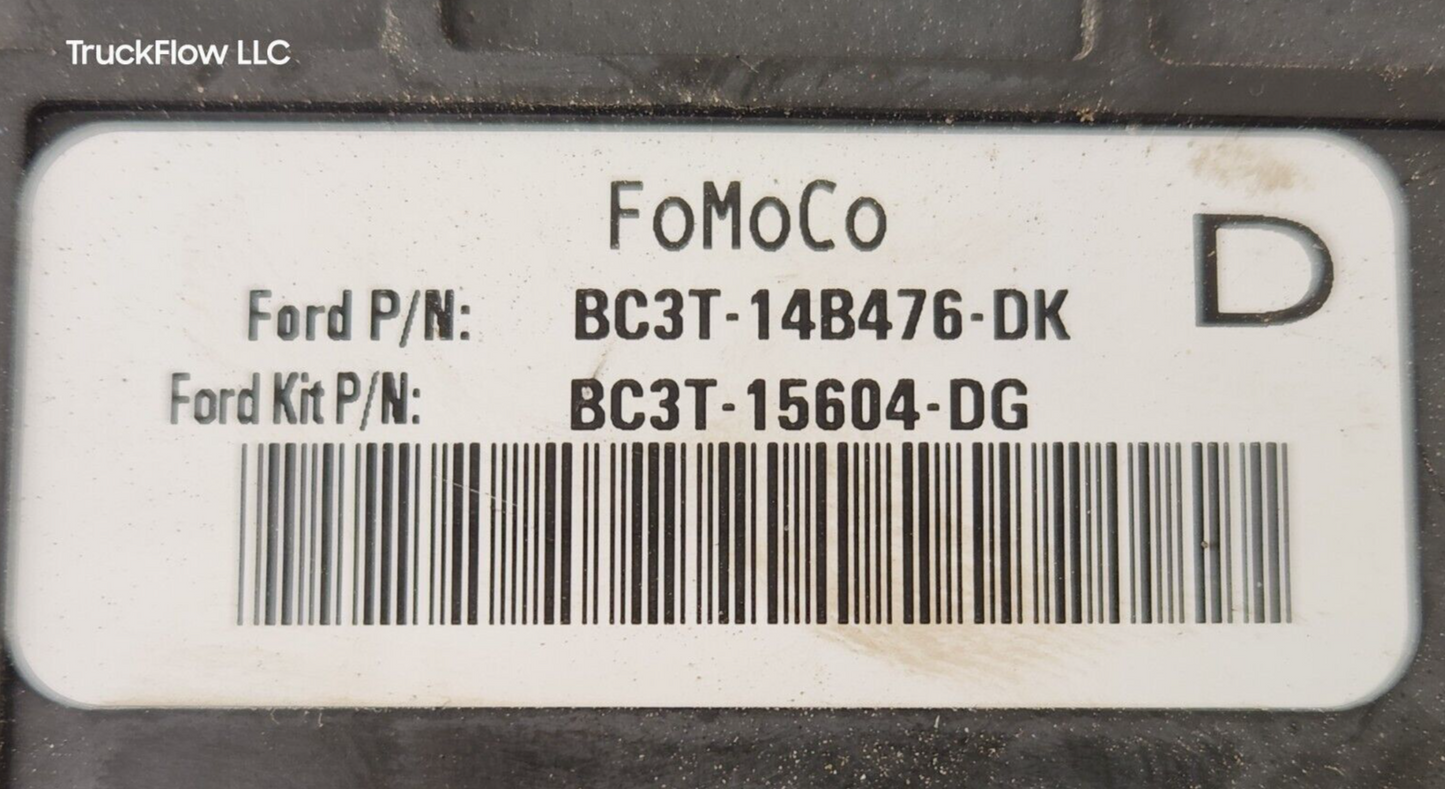 TruckFlow LLC
FoMoCo
D
Ford P/N: BC3T-14B476-DK
Ford Kit P/N: BC3T-15604-DG